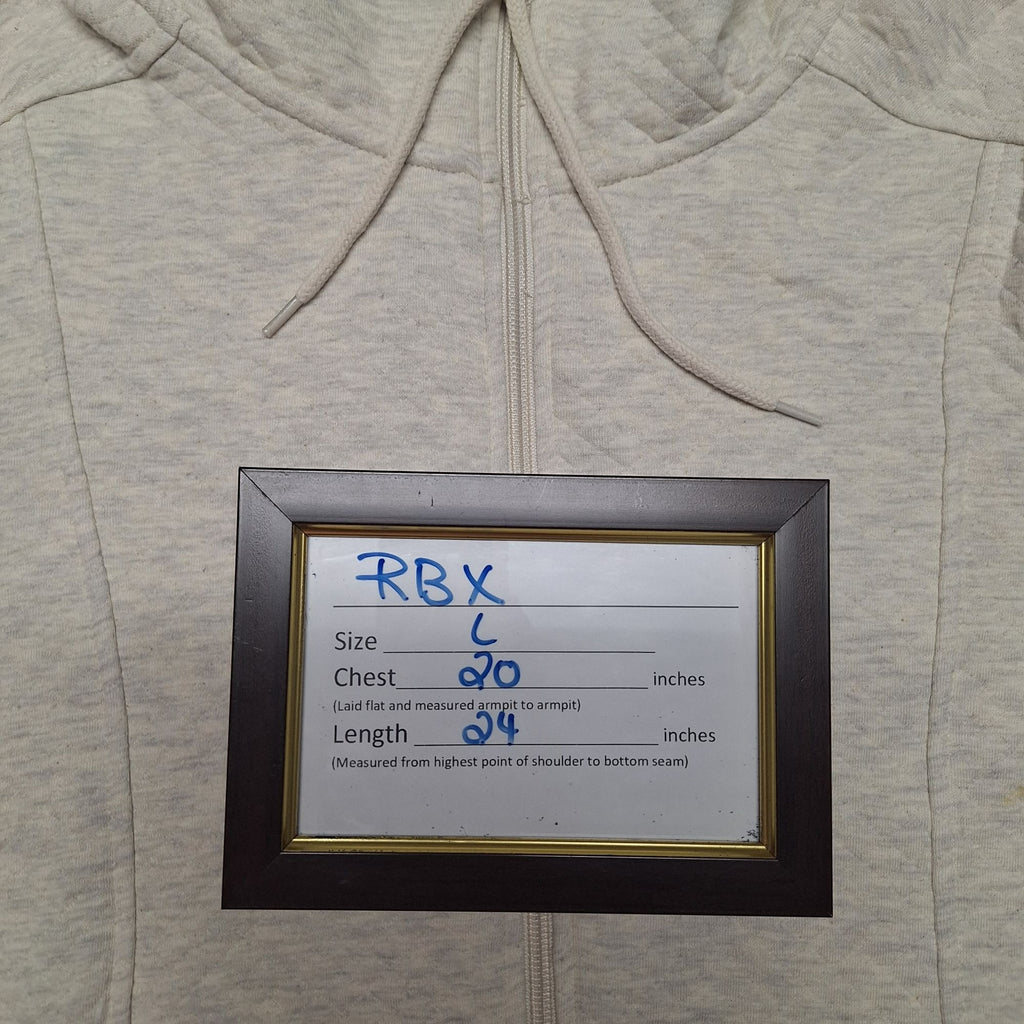 RBX
Size L
Chest 20 inches
(Laid flat and measured armpit to armpit)
Length 24 inches
(Measured from highest point of shoulder to bottom seam)